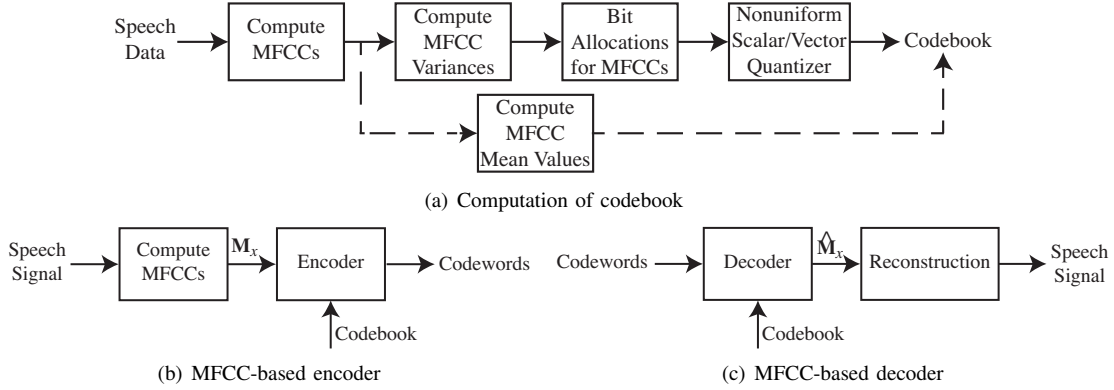 Speech
Data
Compute
MFCCs
Compute
MFCC
Variances
Bit
Allocations
for MFCCs
Nonuniform
Scalar/Vector
Quantizer
Codebook
Compute
MFCC
Mean Values
(a) Computation of codebook
Speech
Signal
Compute
MFCCs
Mₓ
Encoder
Codewords
Codebook
(b) MFCC-based encoder
Codewords
Decoder
M̂ₓ
Reconstruction
Speech
Signal
Codebook
(c) MFCC-based decoder